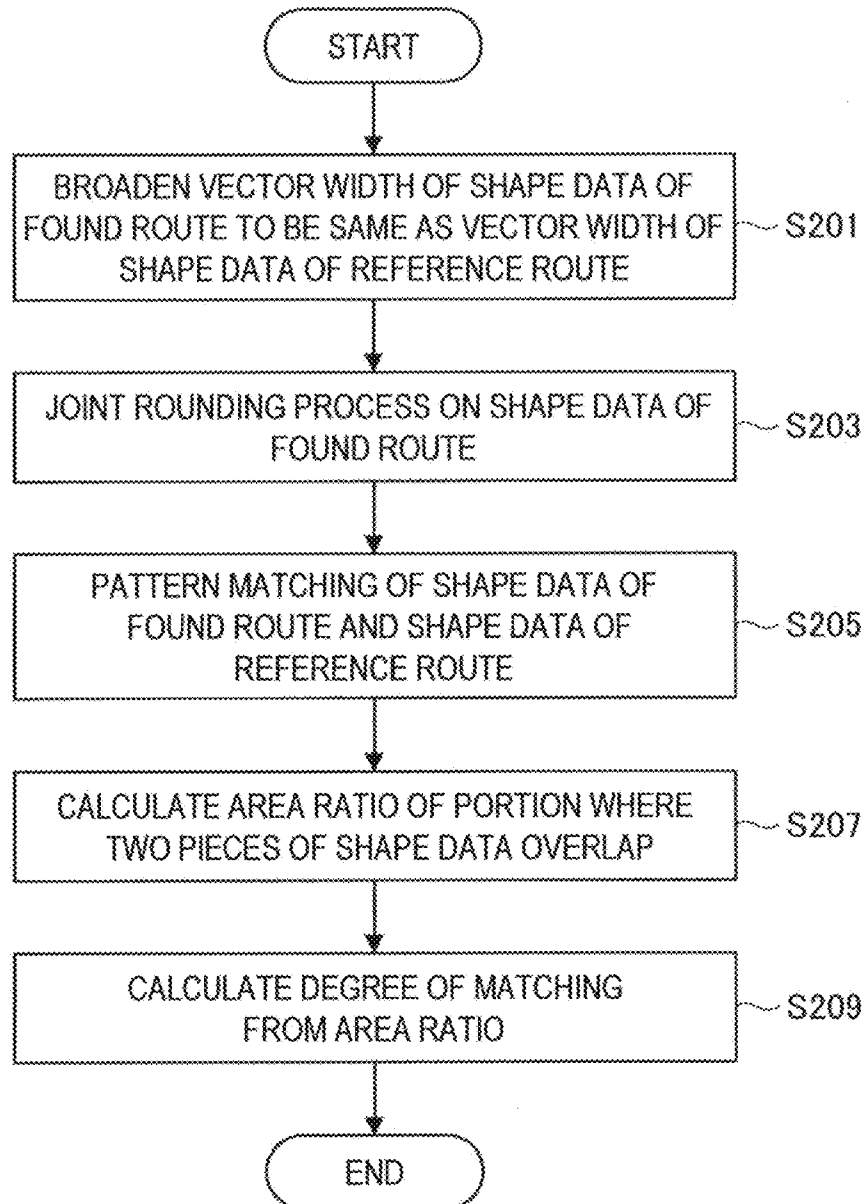 START
BROADEN VECTOR WIDTH OF SHAPE DATA OF
FOUND ROUTE TO BE SAME AS VECTOR WIDTH OF
SHAPE DATA OF REFERENCE ROUTE
S201
JOINT ROUNDING PROCESS ON SHAPE DATA OF
FOUND ROUTE
S203
PATTERN MATCHING OF SHAPE DATA OF
FOUND ROUTE AND SHAPE DATA OF
REFERENCE ROUTE
S205
CALCULATE AREA RATIO OF PORTION WHERE
TWO PIECES OF SHAPE DATA OVERLAP
S207
CALCULATE DEGREE OF MATCHING
FROM AREA RATIO
S209
END